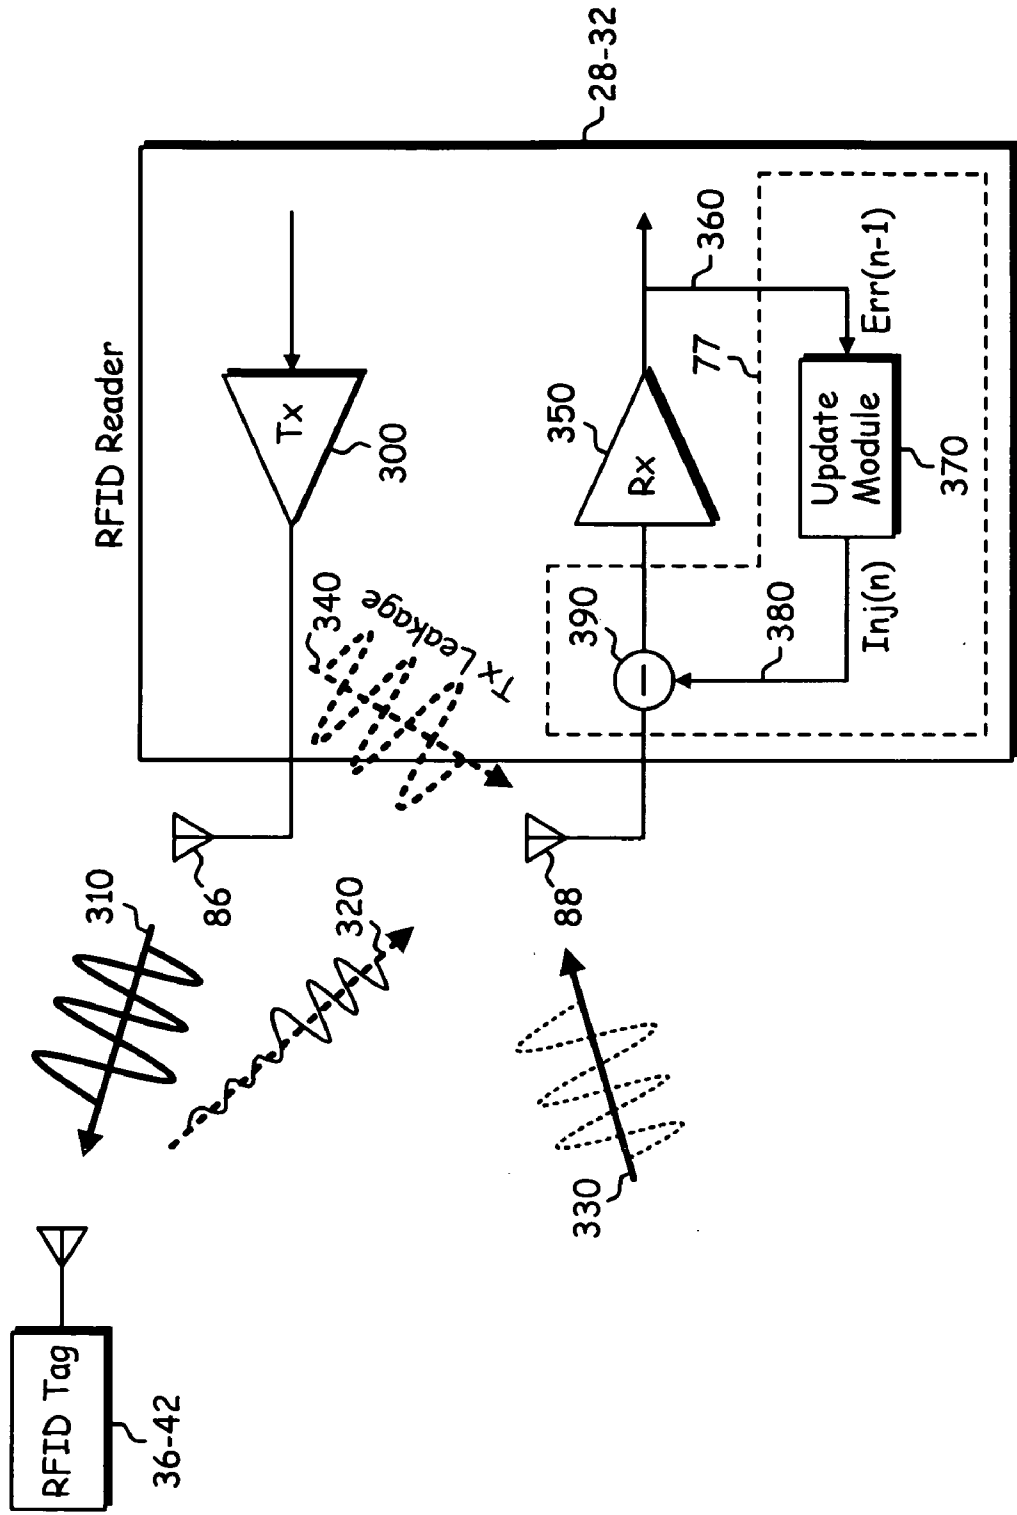 RFID Reader
28-32
Tx
300
340
Tx Leakage
310
86
320
RFID Tag
36-42
330
88
390
350
Rx
360
77
Err(n-1)
Update
Module
370
380
Inj(n)